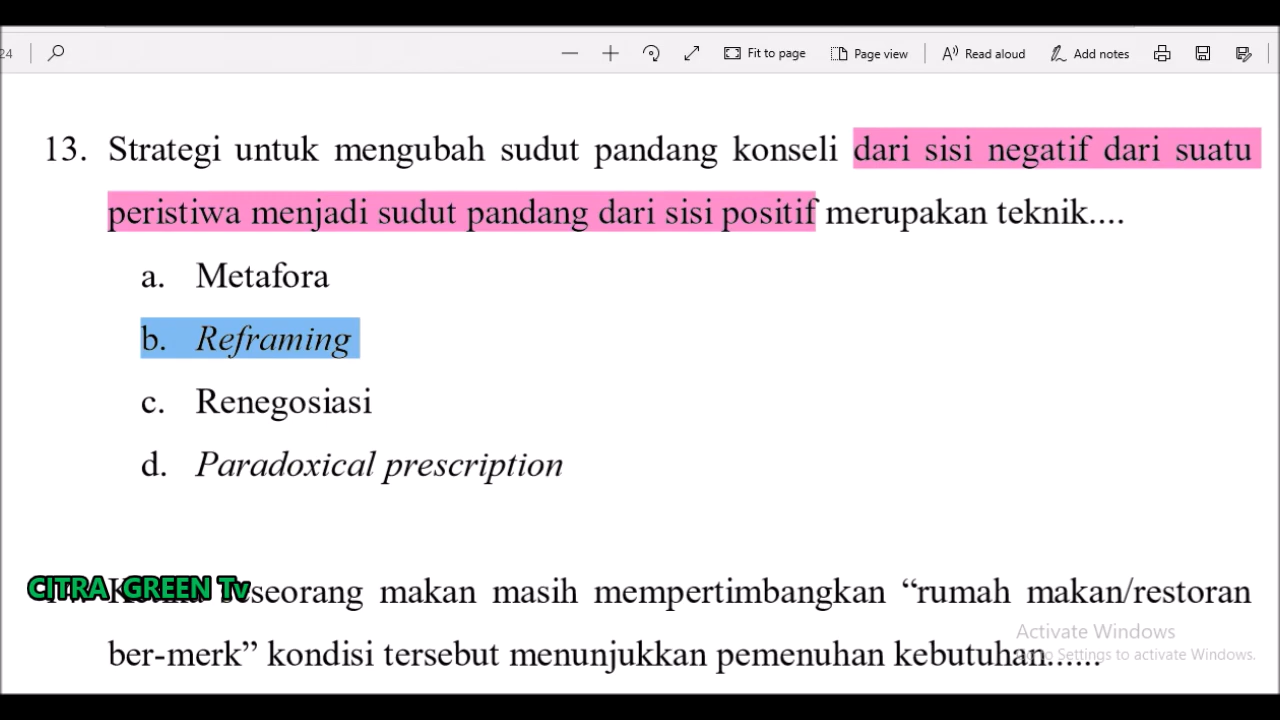 24 Fit to page Page view Read aloud Add notes
13. Strategi untuk mengubah sudut pandang konseli dari sisi negatif dari suatu
peristiwa menjadi sudut pandang dari sisi positif merupakan teknik....
a. Metafora
b. Reframing
c. Renegosiasi
d. Paradoxical prescription
CITRA GREEN Tv
seseorang makan masih mempertimbangkan “rumah makan/restoran
Activate Windows
ber-merk” kondisi tersebut menunjukkan pemenuhan kebutuhan......
Go to Settings to activate Windows.